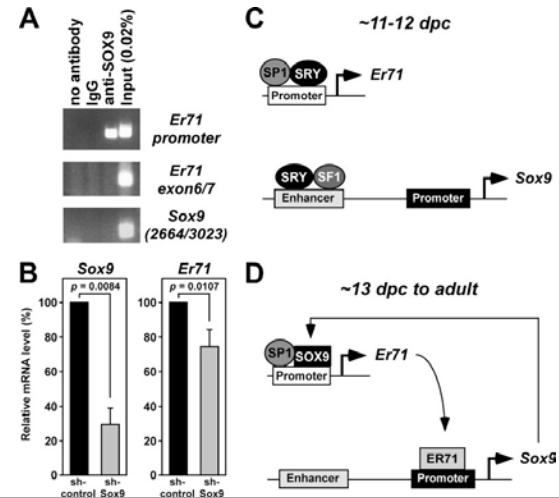 A
no antibody
IgG
anti-SOX9
Input (0.02%)
Er71
promoter
Er71
exon6/7
Sox9
(2664/3023)
B
Sox9
Er71
p = 0.0084
p = 0.0107
Relative mRNA level (%)
100
80
60
40
20
100
80
60
40
20
sh-
control
sh-
Sox9
sh-
control
sh-
Sox9
C
~11-12 dpc
SP1
SRY
Er71
Promoter
SRY
SF1
Sox9
Enhancer
Promoter
D
~13 dpc to adult
SP1
SOX9
Er71
Promoter
ER71
Sox9
Enhancer
Promoter